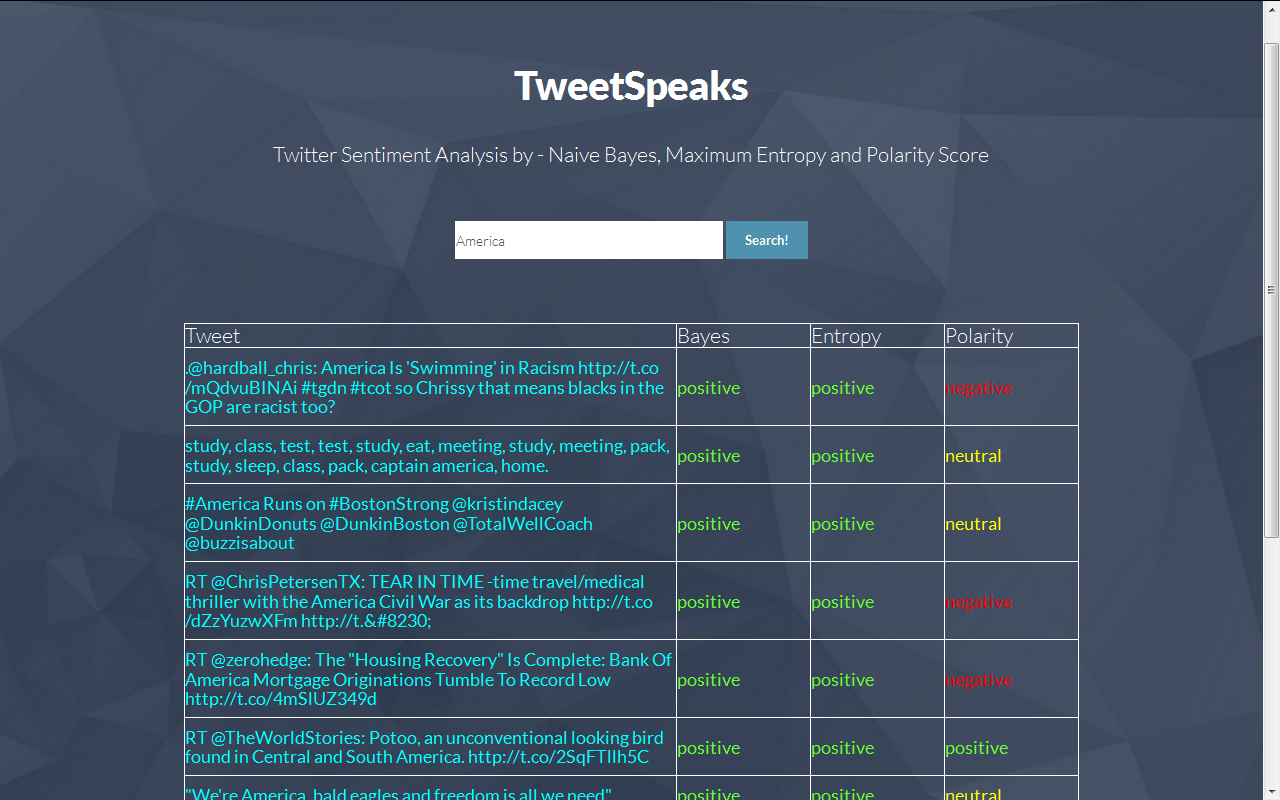 TweetSpeaks
Twitter Sentiment Analysis by - Naive Bayes, Maximum Entropy and Polarity Score
America Search!
Tweet Bayes Entropy Polarity
.@hardball_chris: America Is 'Swimming' in Racism http://t.co
/mQdvuBINAi #tgdn #tcot so Chrissy that means blacks in the
GOP are racist too?
positive positive negative
study, class, test, test, study, eat, meeting, study, meeting, pack,
study, sleep, class, pack, captain america, home.
positive positive neutral
#America Runs on #BostonStrong @kristindacey
@DunkinDonuts @DunkinBoston @TotalWellCoach
@buzzisabout
positive positive neutral
RT @ChrisPetersenTX: TEAR IN TIME -time travel/medical
thriller with the America Civil War as its backdrop http://t.co
/dZzYuzwXFm http://t.&#8230;
positive positive negative
RT @zerohedge: The "Housing Recovery" Is Complete: Bank Of
America Mortgage Originations Tumble To Record Low
http://t.co/4mSIUZ349d
positive positive negative
RT @TheWorldStories: Potoo, an unconventional looking bird
found in Central and South America. http://t.co/2SqFTIlh5C
positive positive positive
"We're America, bald eagles and freedom is all we need"
positive positive neutral